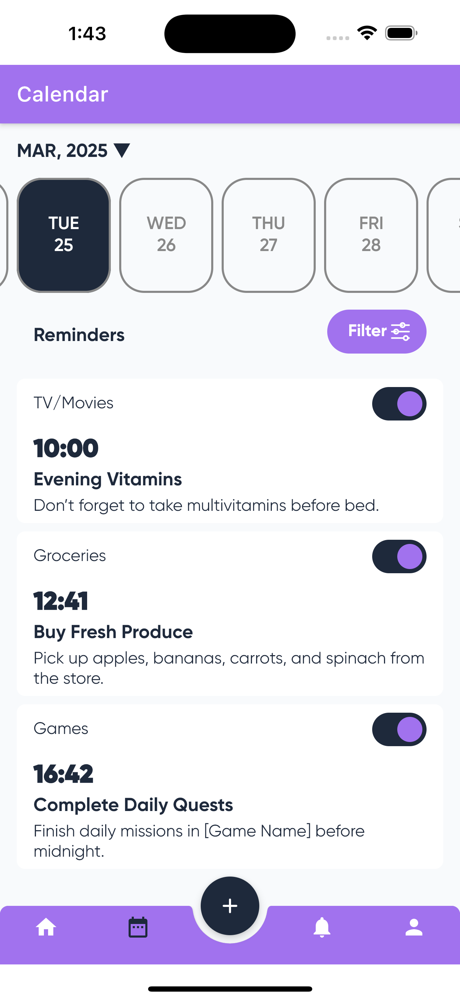 1:43
Calendar
MAR, 2025 ▼
TUE
25
WED
26
THU
27
FRI
28
Reminders
Filter
TV/Movies
10:00
Evening Vitamins
Don't forget to take multivitamins before bed.
Groceries
12:41
Buy Fresh Produce
Pick up apples, bananas, carrots, and spinach from
the store.
Games
16:42
Complete Daily Quests
Finish daily missions in [Game Name] before
midnight.